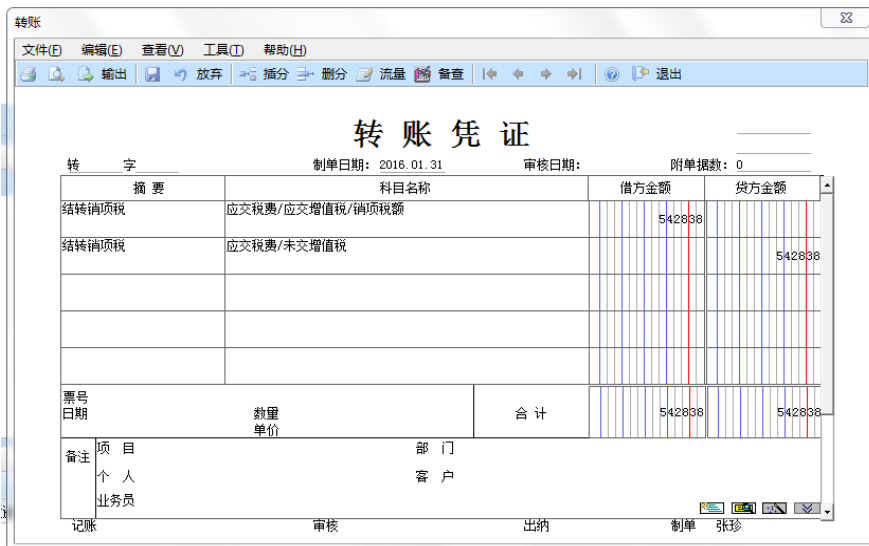 转账
文件(F) 编辑(E) 查看(V) 工具(T) 帮助(H)
输出 放弃 插分 删分 流量 备查 退出
转 账 凭 证
转 字 制单日期: 2016.01.31 审核日期: 附单据数: 0
摘 要 科目名称 借方金额 贷方金额
结转销项税 应交税费/应交增值税/销项税额 542838
结转销项税 应交税费/未交增值税 542838
票号
日期 数量 合 计 542838 542838
单价
备注 项 目 部 门
个 人 客 户
业务员
记账 审核 出纳 制单 张珍